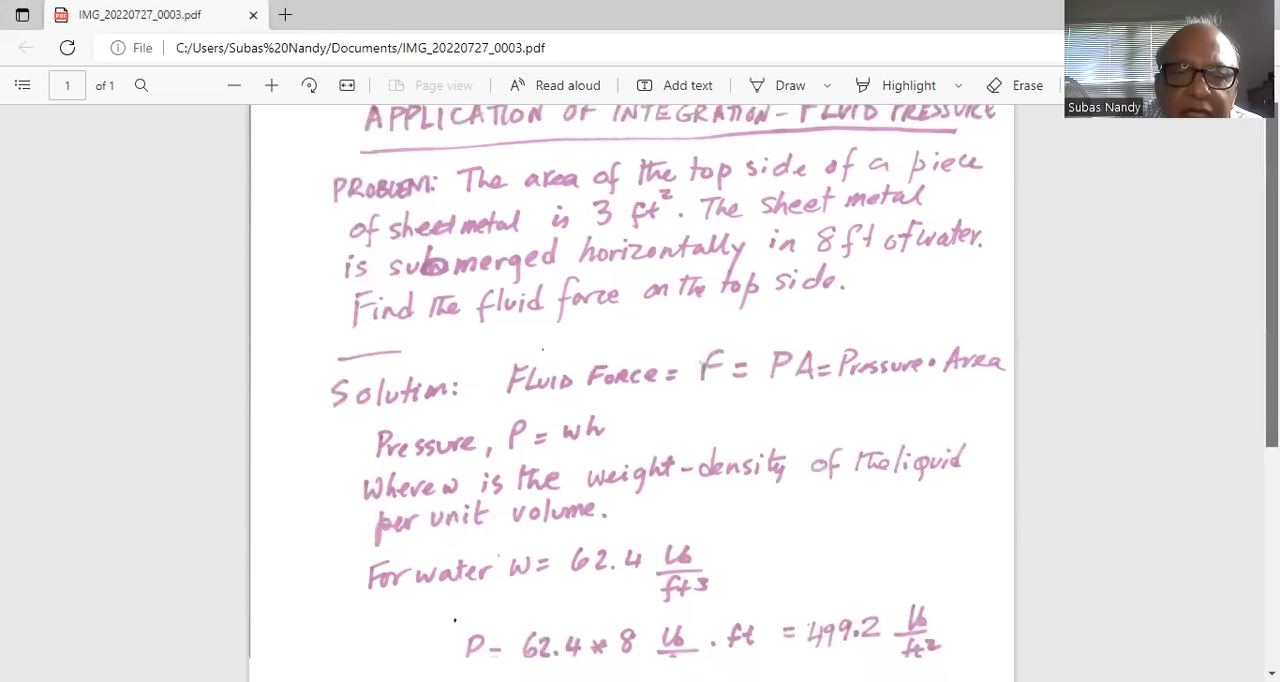 IMG_20220727_0003.pdf
File C:/Users/Subas%20Nandy/Documents/IMG_20220727_0003.pdf
1 of 1 Page view Read aloud Add text Draw Highlight Erase
Subas Nandy
APPLICATION OF INTEGRATION - FLUID PRESSURE
PROBLEM: The area of the top side of a piece
of sheet metal is 3 ft². The sheet metal
is submerged horizontally in 8 ft of water.
Find the fluid force on the top side.
Solution: FLUID FORCE = F = PA = Pressure • Area
Pressure, P = wh
Where w is the weight-density of the liquid
per unit volume.
For water w = 62.4 lb/ft3
P = 62.4 * 8 lb . ft = 499.2 lb/ft2